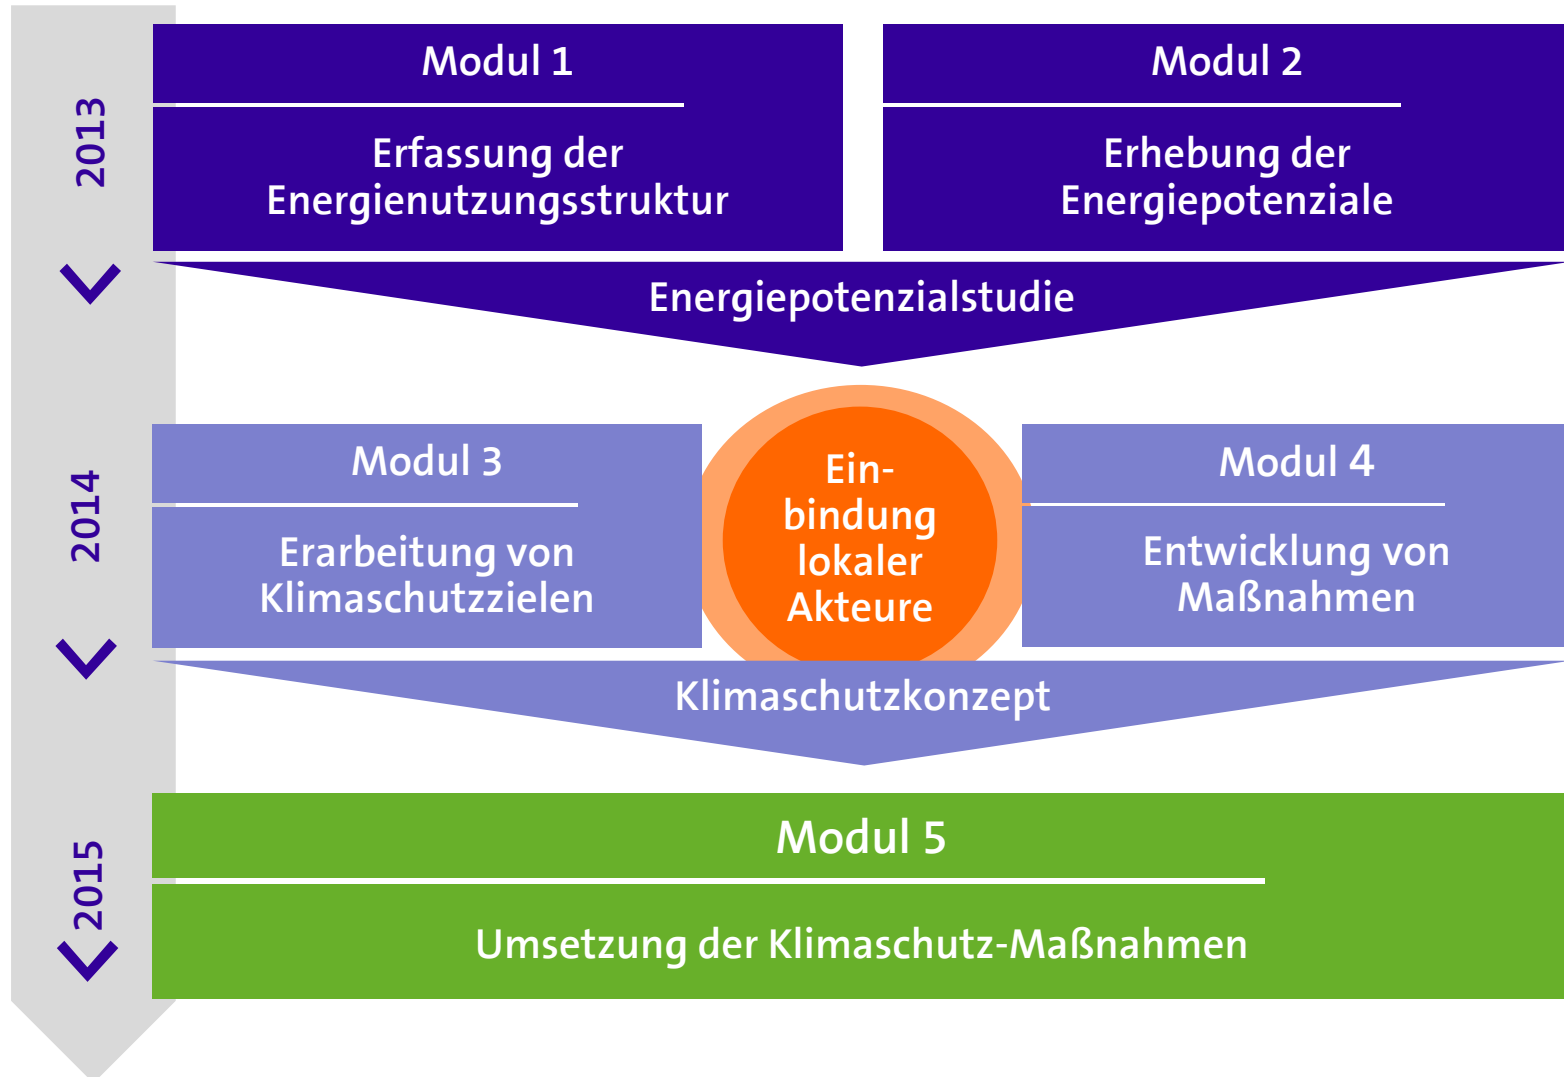 2013
Modul 1
Erfassung der
Energienutzungsstruktur
Modul 2
Erhebung der
Energiepotenziale
Energiepotenzialstudie
2014
Modul 3
Erarbeitung von
Klimaschutzzielen
Ein-
bindung
lokaler
Akteure
Modul 4
Entwicklung von
Maßnahmen
Klimaschutzkonzept
2015
Modul 5
Umsetzung der Klimaschutz-Maßnahmen